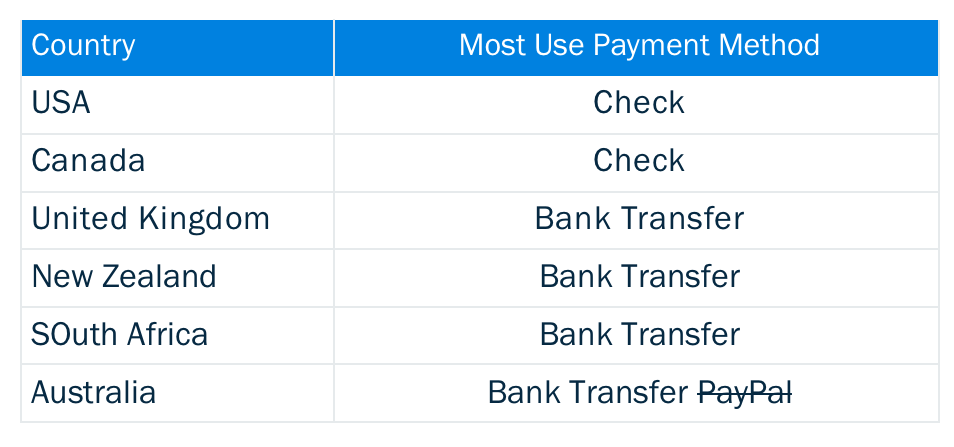 Country Most Use Payment Method
USA Check
Canada Check
United Kingdom Bank Transfer
New Zealand Bank Transfer
SOuth Africa Bank Transfer
Australia Bank Transfer PayPal